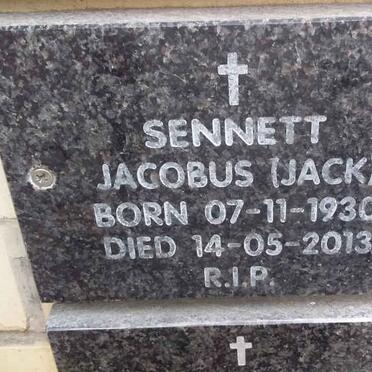 SENNETT
JACOBUS (JACK)
BORN 07-11-1930
DIED 14-05-2013
R.I.P.